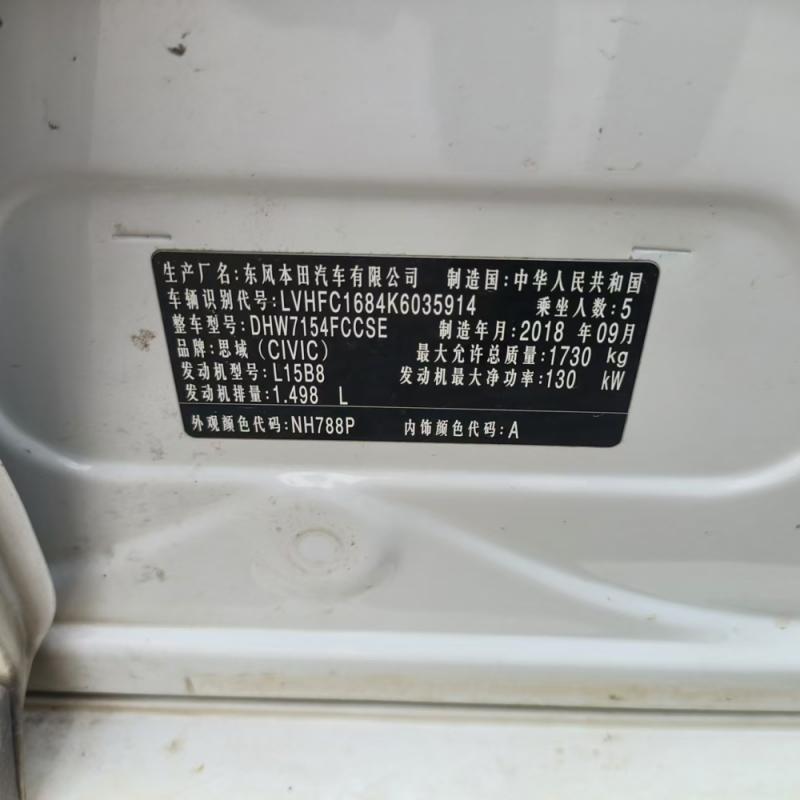 生产厂名:东风本田汽车有限公司 制造国:中华人民共和国
车辆识别代号:LVHFC1684K6035914 乘坐人数:5
整车型号:DHW7154FCCSE 制造年月:2018 年 09月
品牌:思域(CIVIC) 最大允许总质量:1730 kg
发动机型号:L15B8 发动机最大净功率:130 kW
发动机排量:1.498 L
外观颜色代码:NH788P 内饰颜色代码:A